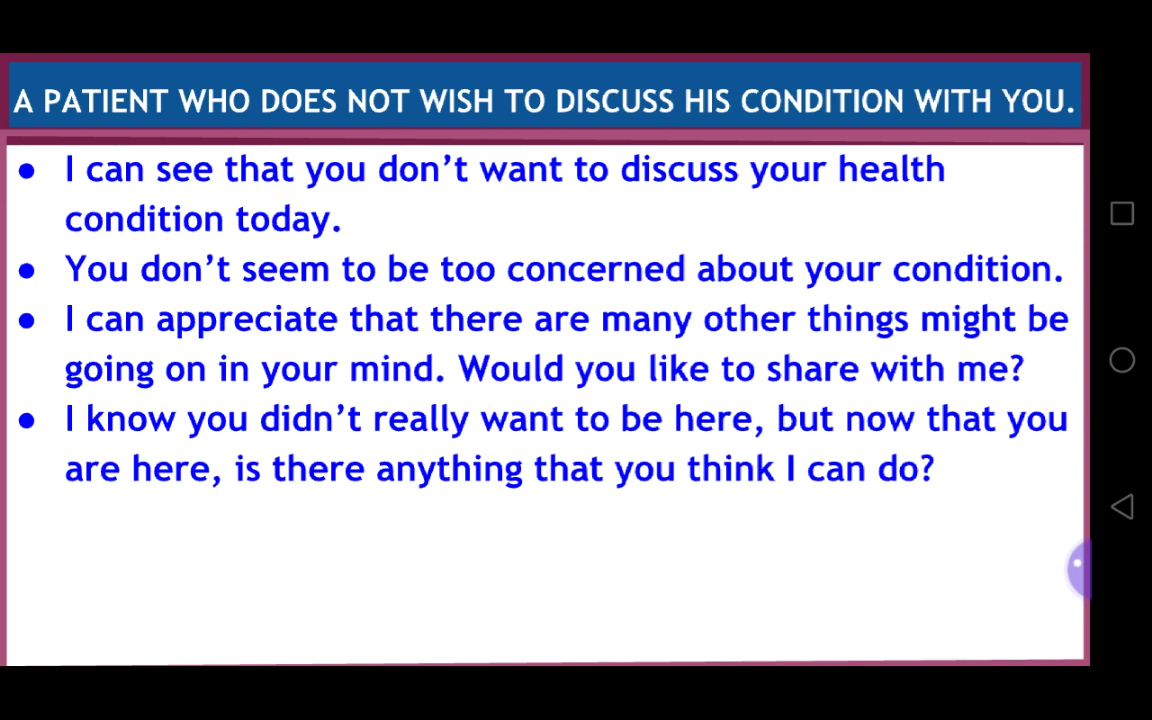 A PATIENT WHO DOES NOT WISH TO DISCUSS HIS CONDITION WITH YOU.
● I can see that you don't want to discuss your health
condition today.
● You don't seem to be too concerned about your condition.
● I can appreciate that there are many other things might be
going on in your mind. Would you like to share with me?
● I know you didn't really want to be here, but now that you
are here, is there anything that you think I can do?